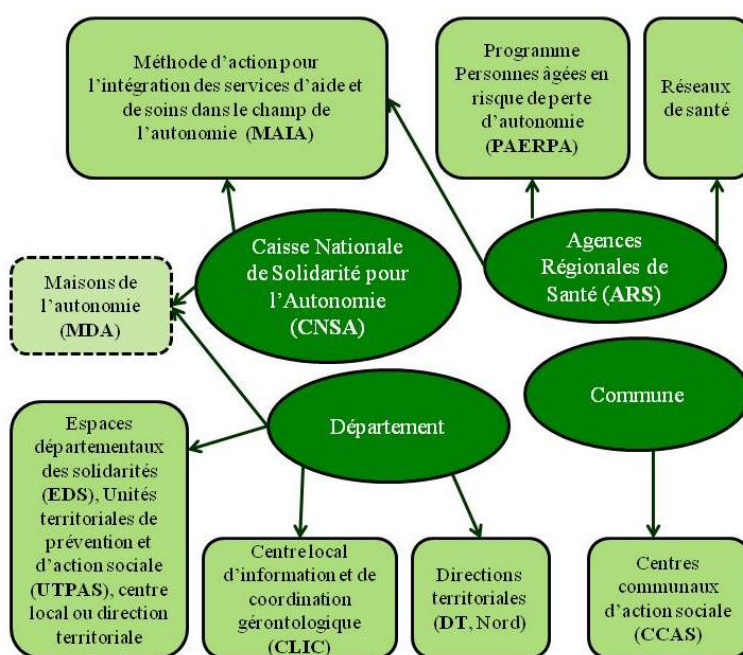 Méthode d'action pour
l'intégration des services d'aide et
de soins dans le champ de
l'autonomie (MAIA)
Programme
Personnes âgées en
risque de perte
d'autonomie
(PAERPA)
Réseaux
de santé
Caisse Nationale
de Solidarité pour
l'Autonomie
(CNSA)
Agences
Régionales de
Santé (ARS)
Maisons de
l'autonomie
(MDA)
Département
Commune
Espaces
départementaux
des solidarités
(EDS), Unités
territoriales de
prévention et
d'action sociale
(UTPAS), centre
local ou direction
territoriale
Centre local
d'information et de
coordination
gérontologique
(CLIC)
Directions
territoriales
(DT, Nord)
Centres
communaux
d'action sociale
(CCAS)